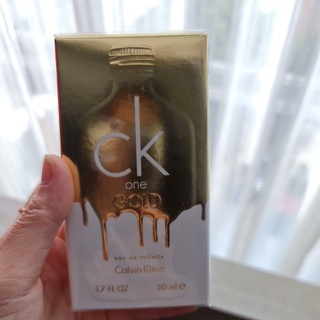 ck
one
GOLD
eau de toilette
Calvin Klein
1.7 FL OZ 50 ml e